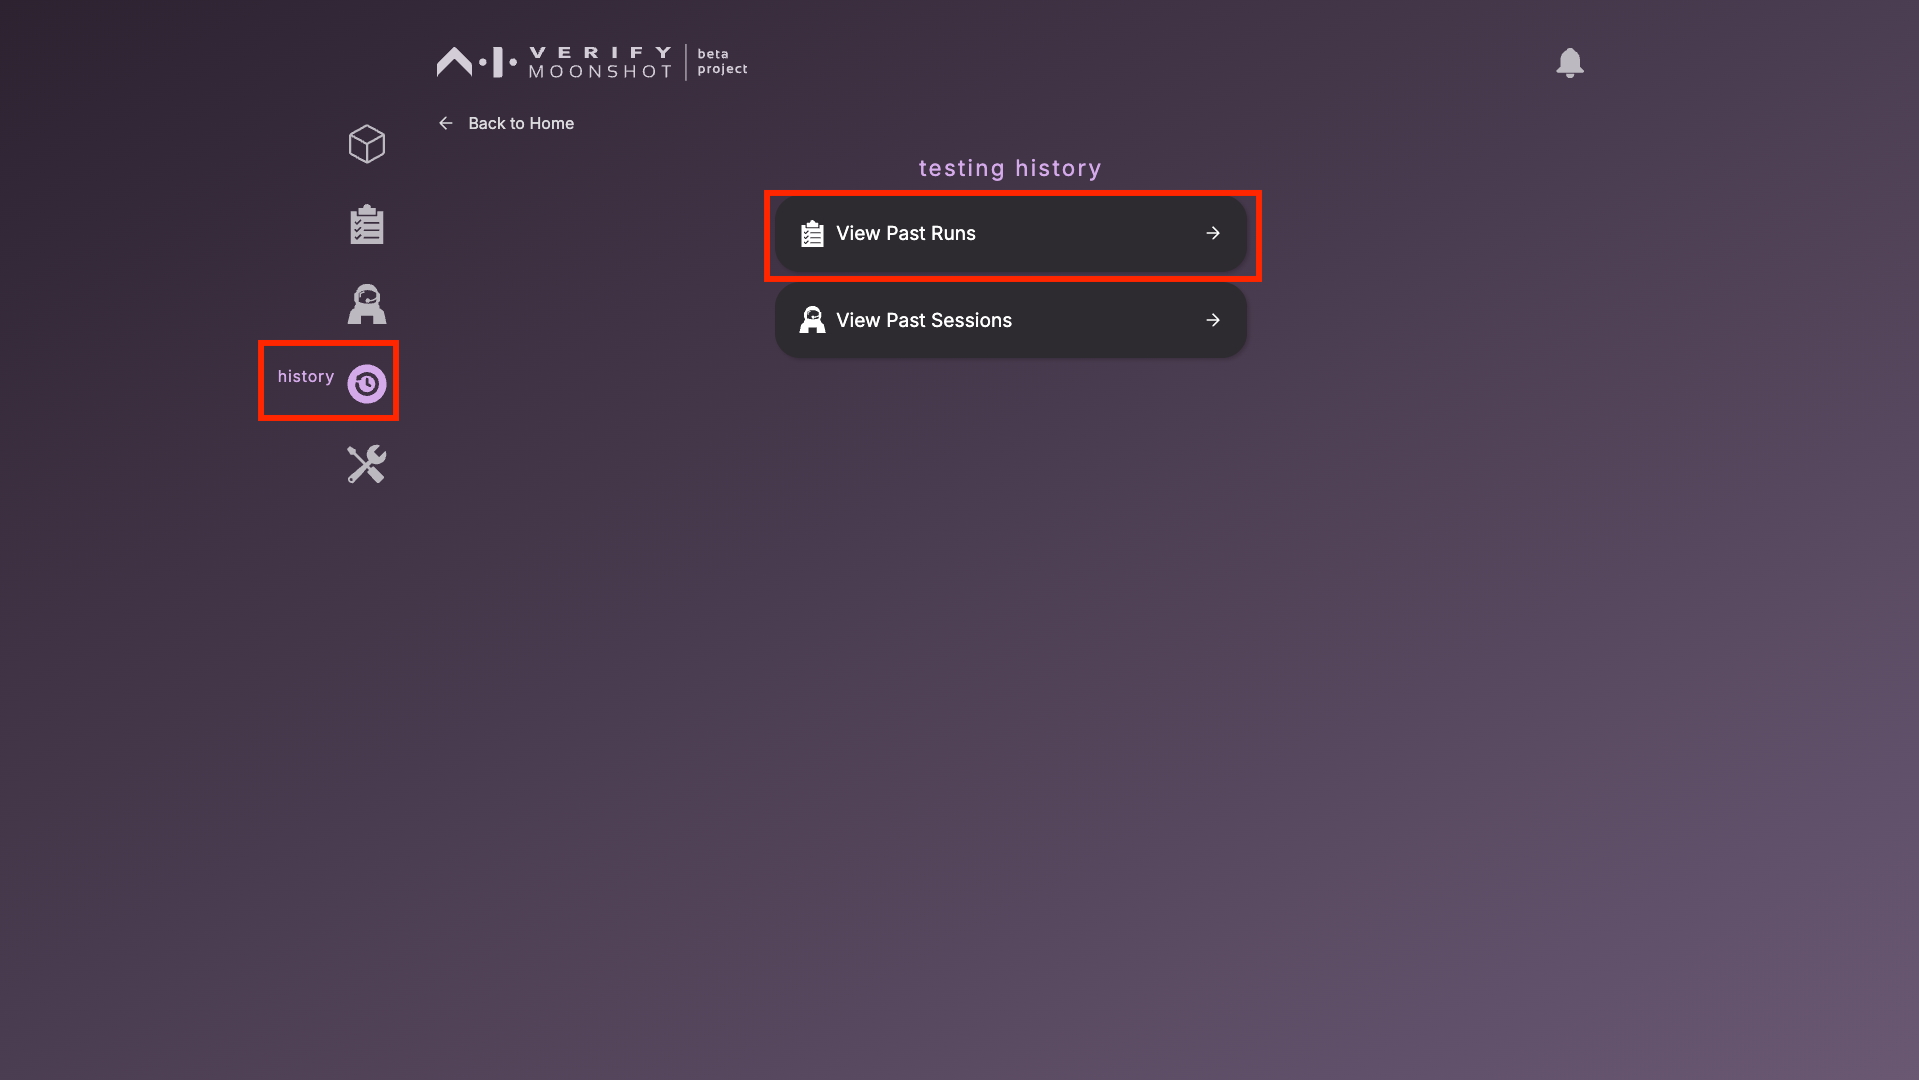 VERIFY
MOONSHOT
beta
project
Back to Home
testing history
View Past Runs
View Past Sessions
history